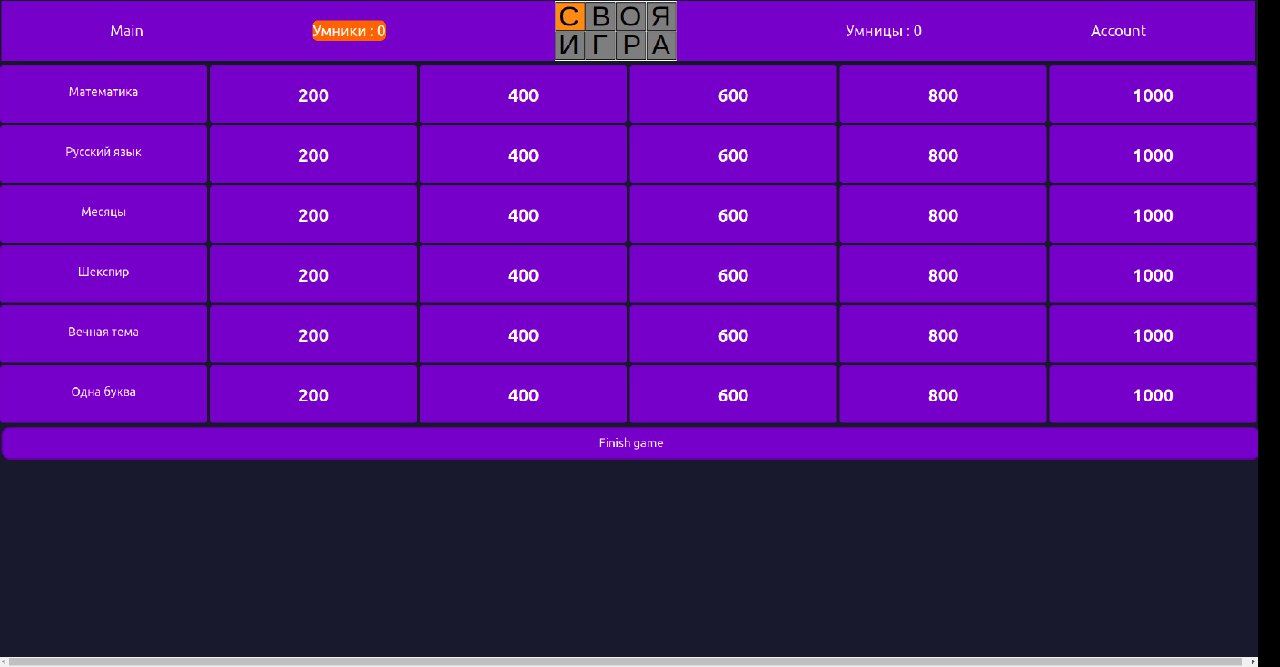 Main Умники : 0 СВОЯ ИГРА Умницы : 0 Account
Математика 200 400 600 800 1000
Русский язык 200 400 600 800 1000
Месяцы 200 400 600 800 1000
Шекспир 200 400 600 800 1000
Вечная тема 200 400 600 800 1000
Одна буква 200 400 600 800 1000
Finish game